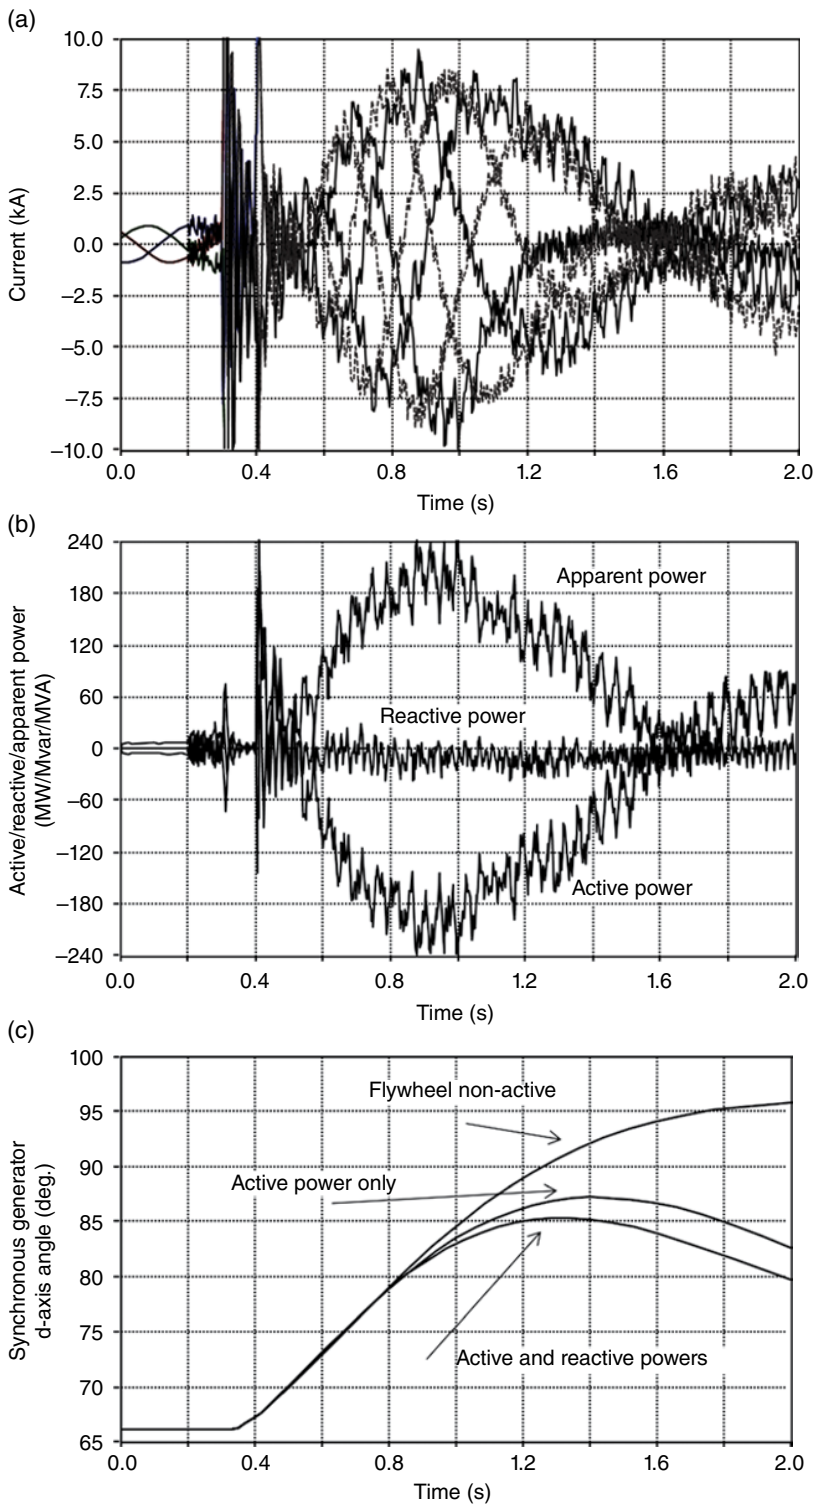 (a)
10.0
7.5
5.0
2.5
0.0
−2.5
−5.0
−7.5
−10.0
Current (kA)
0.0 0.4 0.8 1.2 1.6 2.0
Time (s)
(b)
240
180
120
60
0
−60
−120
−180
−240
Active/reactive/apparent power
(MW/Mvar/MVA)
Apparent power
Reactive power
Active power
0.0 0.4 0.8 1.2 1.6 2.0
Time (s)
(c)
100
95
90
85
80
75
70
65
Synchronous generator
d-axis angle (deg.)
Flywheel non-active
Active power only
Active and reactive powers
0.0 0.4 0.8 1.2 1.6 2.0
Time (s)